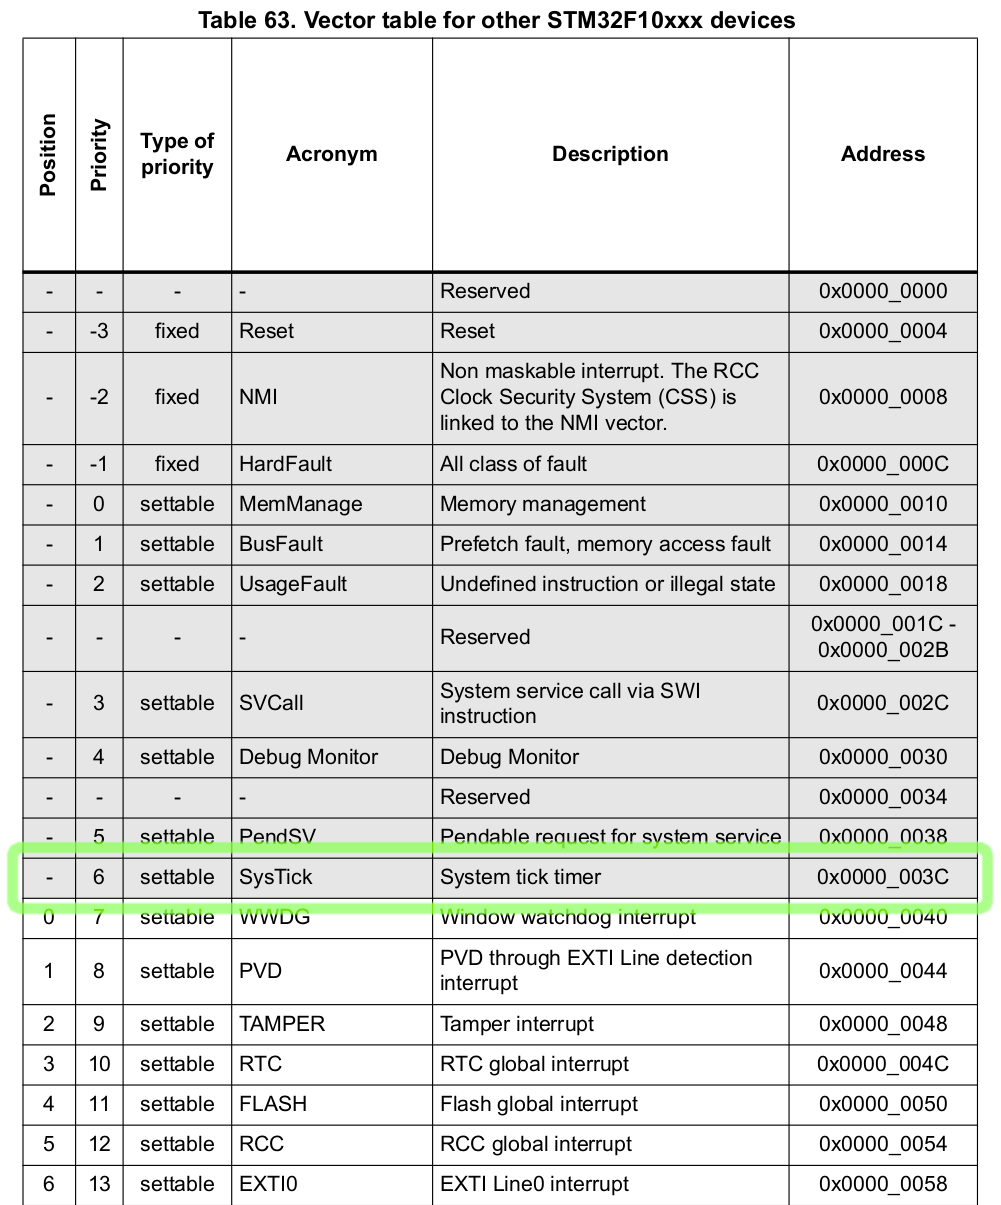 Table 63. Vector table for other STM32F10xxx devices
Position Priority Type of priority Acronym Description Address
- - - - Reserved 0x0000_0000
- -3 fixed Reset Reset 0x0000_0004
- -2 fixed NMI Non maskable interrupt. The RCC Clock Security System (CSS) is linked to the NMI vector. 0x0000_0008
- -1 fixed HardFault All class of fault 0x0000_000C
- 0 settable MemManage Memory management 0x0000_0010
- 1 settable BusFault Prefetch fault, memory access fault 0x0000_0014
- 2 settable UsageFault Undefined instruction or illegal state 0x0000_0018
- - - - Reserved 0x0000_001C - 0x0000_002B
- 3 settable SVCall System service call via SWI instruction 0x0000_002C
- 4 settable Debug Monitor Debug Monitor 0x0000_0030
- - - - Reserved 0x0000_0034
- 5 settable PendSV Pendable request for system service 0x0000_0038
- 6 settable SysTick System tick timer 0x0000_003C
0 7 settable WWDG Window watchdog interrupt 0x0000_0040
1 8 settable PVD PVD through EXTI Line detection interrupt 0x0000_0044
2 9 settable TAMPER Tamper interrupt 0x0000_0048
3 10 settable RTC RTC global interrupt 0x0000_004C
4 11 settable FLASH Flash global interrupt 0x0000_0050
5 12 settable RCC RCC global interrupt 0x0000_0054
6 13 settable EXTI0 EXTI Line0 interrupt 0x0000_0058